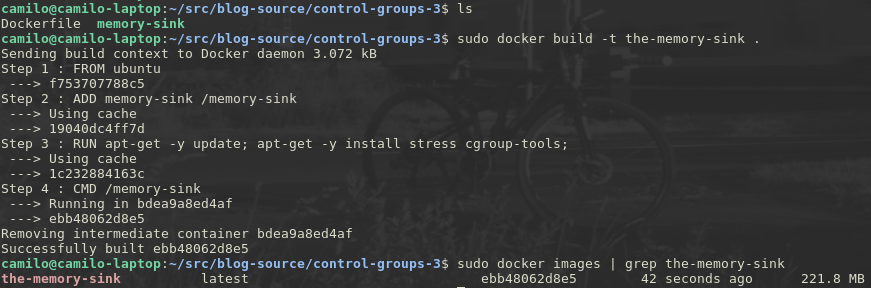 camilo@camilo-laptop:~/src/blog-source/control-groups-3$ ls
Dockerfile  memory-sink
camilo@camilo-laptop:~/src/blog-source/control-groups-3$ sudo docker build -t the-memory-sink .
Sending build context to Docker daemon 3.072 kB
Step 1 : FROM ubuntu
 ---> f753707788c5
Step 2 : ADD memory-sink /memory-sink
 ---> Using cache
 ---> 19040dc4ff7d
Step 3 : RUN apt-get -y update; apt-get -y install stress cgroup-tools;
 ---> Using cache
 ---> 1c232884163c
Step 4 : CMD /memory-sink
 ---> Running in bdea9a8ed4af
 ---> ebb48062d8e5
Removing intermediate container bdea9a8ed4af
Successfully built ebb48062d8e5
camilo@camilo-laptop:~/src/blog-source/control-groups-3$ sudo docker images | grep the-memory-sink
the-memory-sink          latest                             ebb48062d8e5        42 seconds ago      221.8 MB